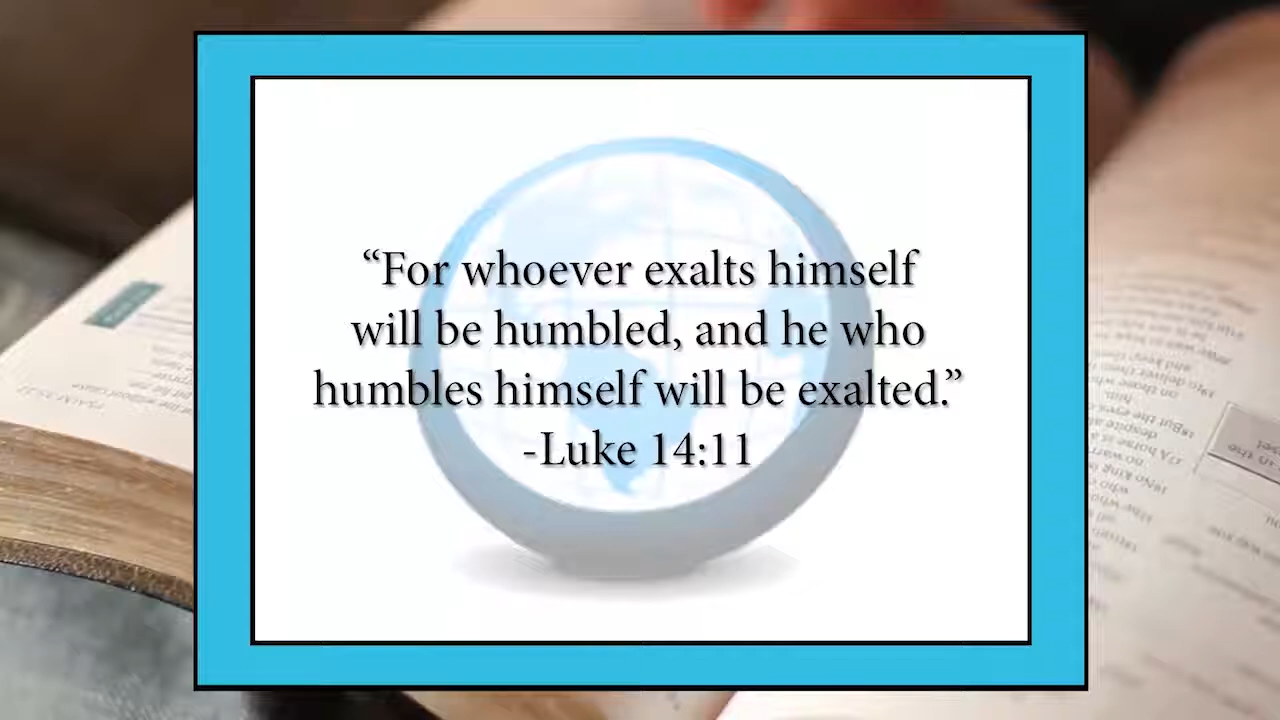 “For whoever exalts himself
will be humbled, and he who
humbles himself will be exalted.”
-Luke 14:11